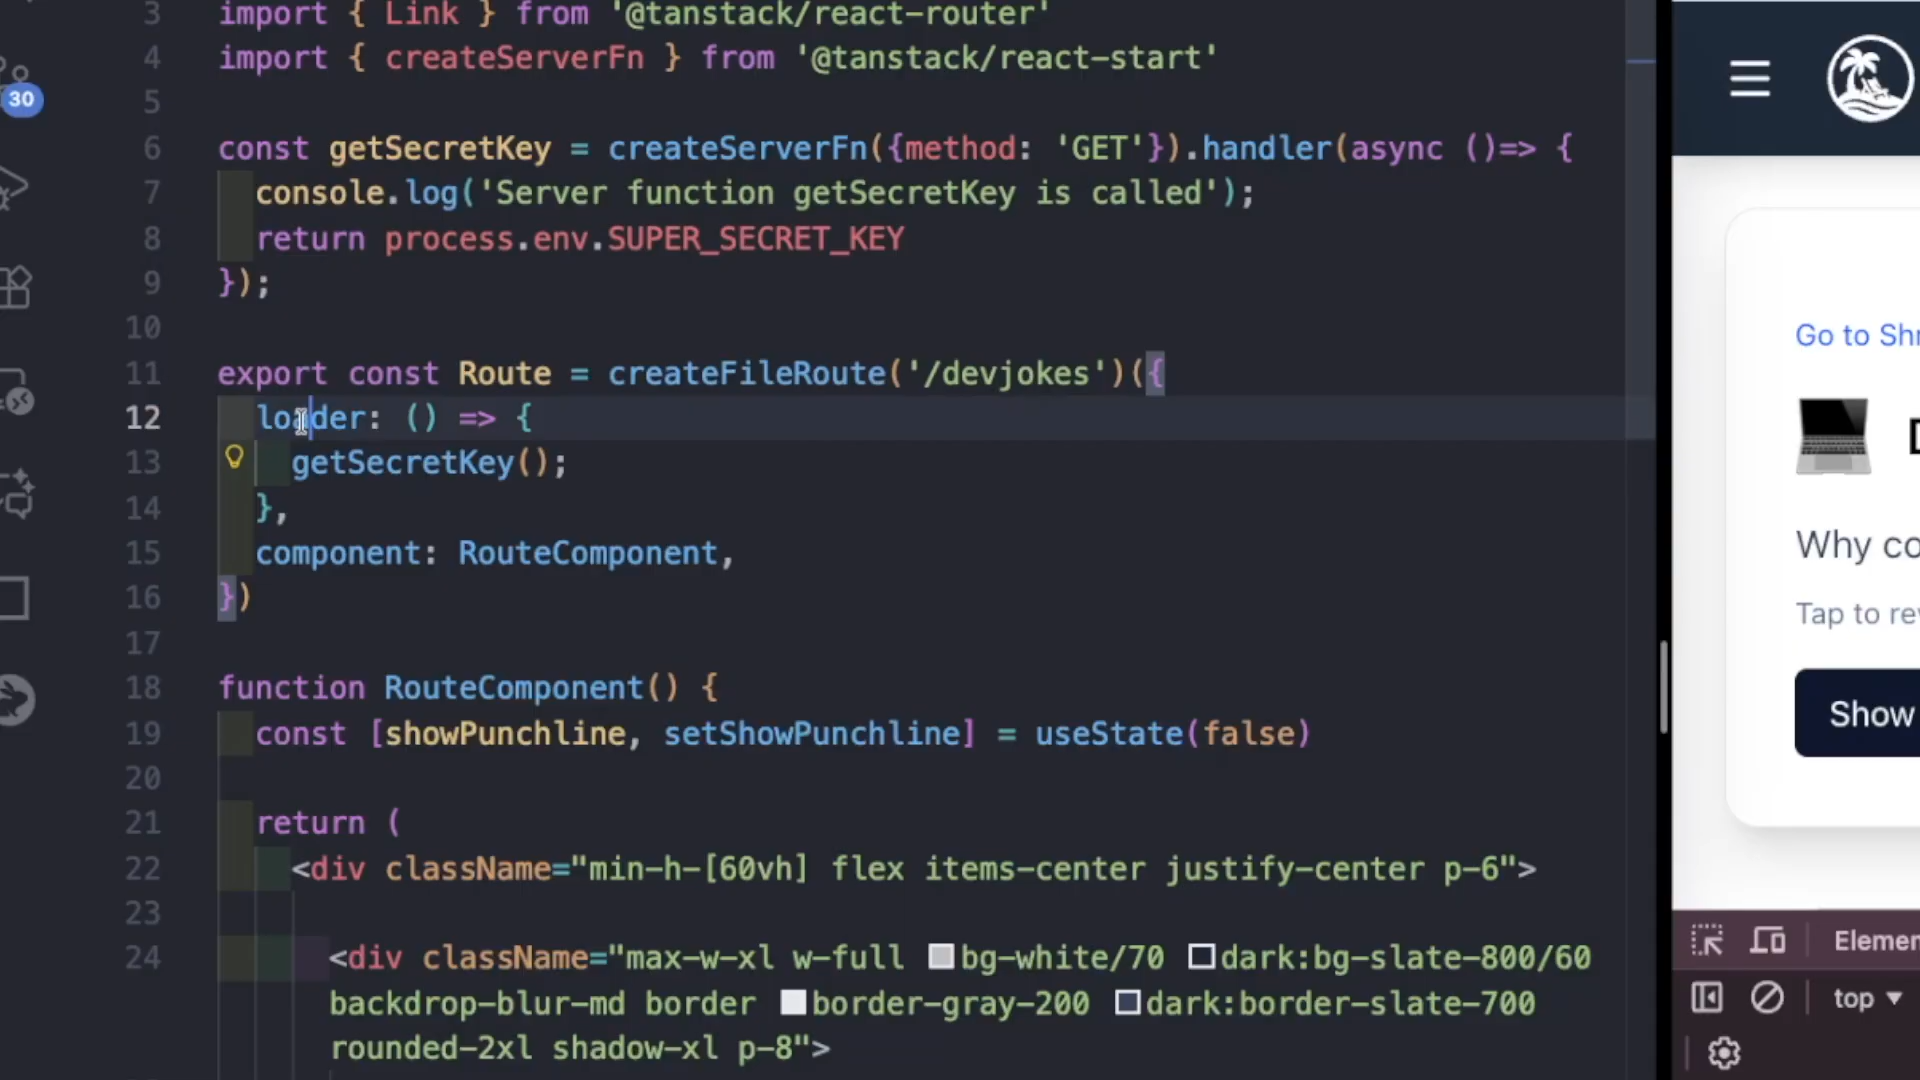 3 import { Link } from '@tanstack/react-router'
4 import { createServerFn } from '@tanstack/react-start'
5
6 const getSecretKey = createServerFn({method: 'GET'}).handler(async ()=> {
7 console.log('Server function getSecretKey is called');
8 return process.env.SUPER_SECRET_KEY
9 });
10
11 export const Route = createFileRoute('/devjokes')({
12 loader: () => {
13 getSecretKey();
14 },
15 component: RouteComponent,
16 })
17
18 function RouteComponent() {
19 const [showPunchline, setShowPunchline] = useState(false)
20
21 return (
22 <div className="min-h-[60vh] flex items-center justify-center p-6">
23
24 <div className="max-w-xl w-full bg-white/70 dark:bg-slate-800/60
backdrop-blur-md border border-gray-200 dark:border-slate-700
rounded-2xl shadow-xl p-8">
30
Go to
Why
Tap to
Show
top